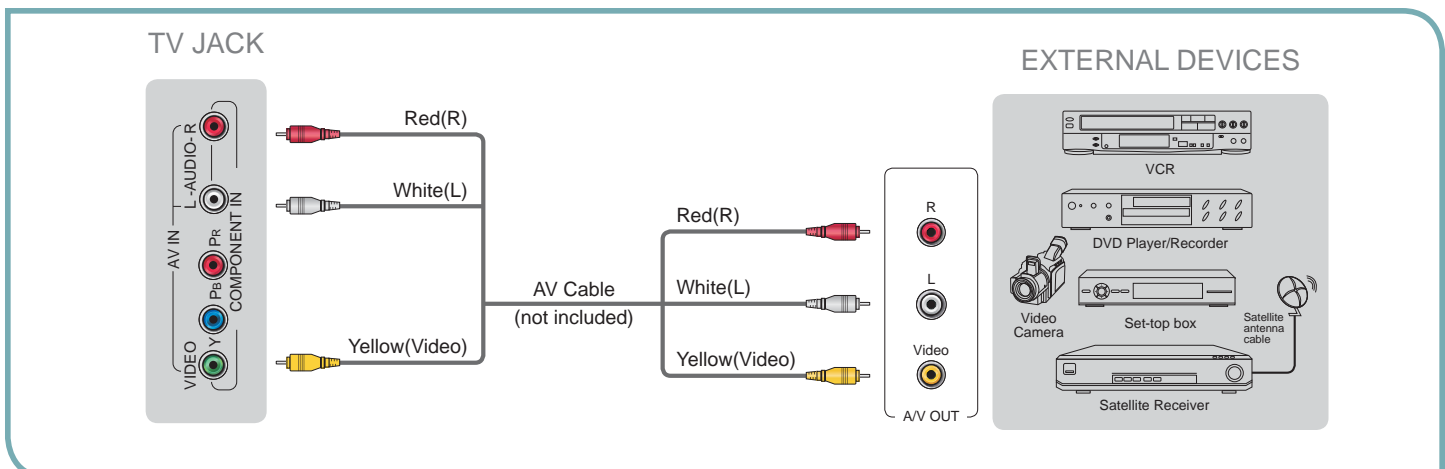 TV JACK
EXTERNAL DEVICES
AV IN
L -AUDIO- R
VIDEO
COMPONENT IN
PR
PB
Y
Red(R)
White(L)
Yellow(Video)
AV Cable
(not included)
Red(R)
White(L)
Yellow(Video)
R
L
Video
A/V OUT
VCR
DVD Player/Recorder
Video
Camera
Set-top box
Satellite
antenna
cable
Satellite Receiver